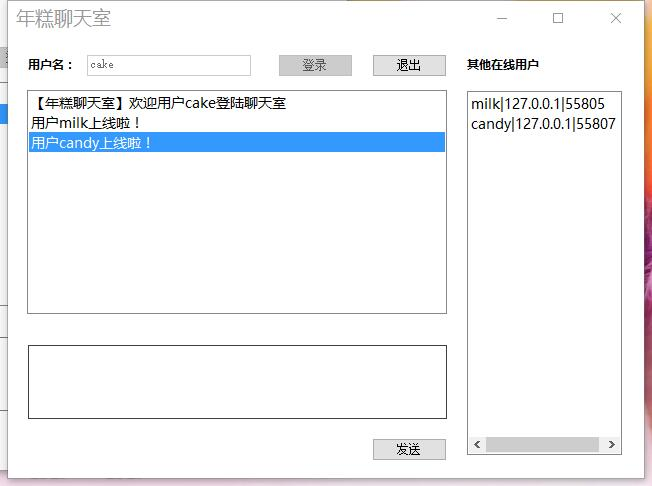 年糕聊天室
用户名： cake 登录 退出 其他在线用户
【年糕聊天室】欢迎用户cake登陆聊天室
用户milk上线啦！
用户candy上线啦！
milk|127.0.0.1|55805
candy|127.0.0.1|55807
发送